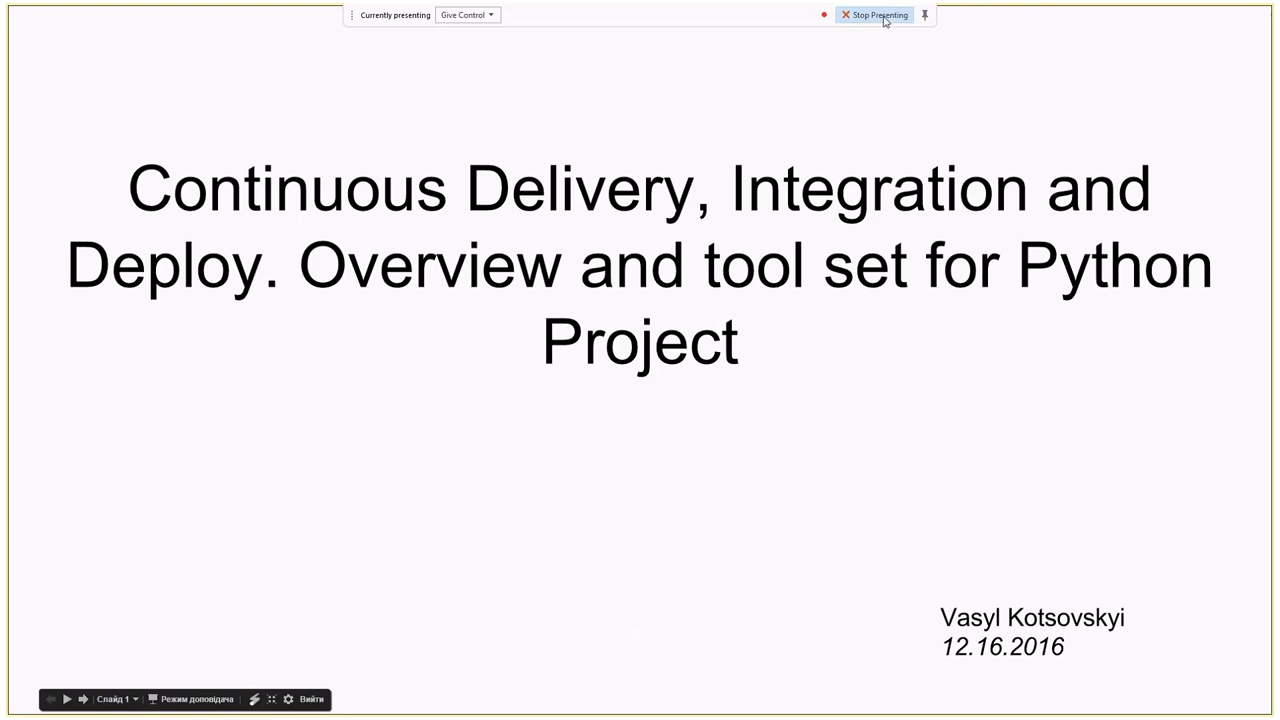 Currently presenting Give Control Stop Presenting
Continuous Delivery, Integration and
Deploy. Overview and tool set for Python
Project
Vasyl Kotsovskyi
12.16.2016
Слайд 1 Режим доповідача Вийти